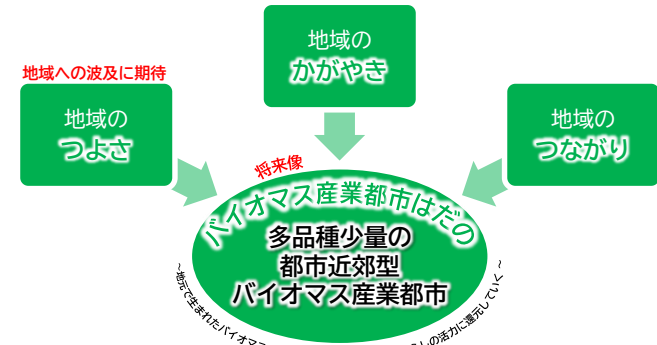 地域の
かがやき
地域への波及に期待
地域の
つよさ
地域の
つながり
将来像
バイオマス産業都市はだの
多品種少量の
都市近郊型
バイオマス産業都市
~地元で生まれたバイオマス
しの活力に還元していく~